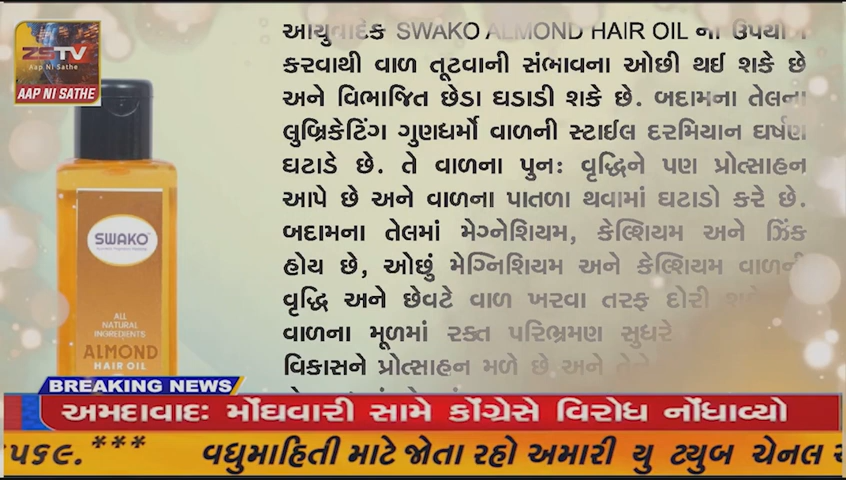 ZSTV
Aap Ni Sathe
AAP NI SATHE
આયુર્વાદિક SWAKO ALMOND HAIR OIL ના ઉપયોગ
કરવાથી વાળ તૂટવાની સંભાવના ઓછી થઈ શકે છે
અને વિભાજિત છેડા ઘડાડી શકે છે. બદામના તેલના
લુબ્રિકેટિંગ ગુણધર્મો વાળની સ્ટાઈલ દરમિયાન ઘર્ષણ
ઘટાડે છે. તે વાળના પુનઃ વૃદ્ધિને પણ પ્રોત્સાહન
આપે છે અને વાળના પાતળા થવામાં ઘટાડો કરે છે.
બદામના તેલમાં મેગ્નેશિયમ, કેલ્શિયમ અને ઝિંક
હોય છે, ઓછું મેગ્નિશિયમ અને કેલ્શિયમ વાળની
વૃદ્ધિ અને છેવટે વાળ ખરવા તરફ દોરી
વાળના મૂળમાં રક્ત પરિભ્રમણ સુધરે
વિકાસને પ્રોત્સાહન મળે છે અને તેને
SWAKO
ALL
NATURAL
INGREDIENTS
ALMOND
HAIR OIL
BREAKING NEWS
અમદાવાદઃ મોંઘવારી સામે કોંગ્રેસે વિરોધ નોંધાવ્યો
૫૬૯.*** વધુમાહિતી માટે જોતા રહો અમારી યુ ટ્યુબ ચેનલ